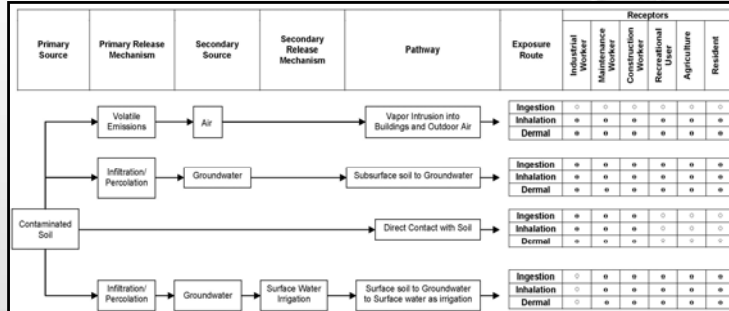 Receptors
Primary Source
Primary Release Mechanism
Secondary Source
Secondary Release Mechanism
Pathway
Exposure Route
Industrial Worker
Maintenance Worker
Construction Worker
Recreational User
Agriculture
Resident
Volatile Emissions
Air
Vapor Intrusion into Buildings and Outdoor Air
Ingestion
Inhalation
Dermal
Infiltration/ Percolation
Groundwater
Subsurface soil to Groundwater
Ingestion
Inhalation
Dermal
Contaminated Soil
Direct Contact with Soil
Ingestion
Inhalation
Dermal
Infiltration/ Percolation
Groundwater
Surface Water Irrigation
Surface soil to Groundwater to Surface water as irrigation
Ingestion
Inhalation
Dermal